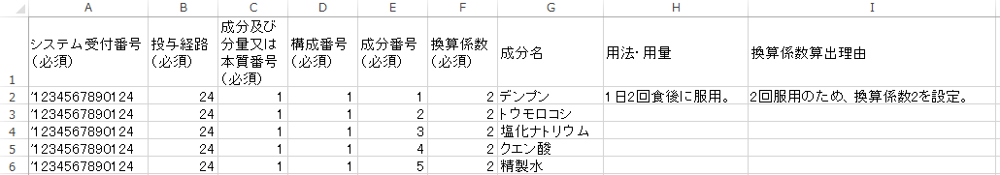 A B C D E F G H I
1 システム受付番号（必須） 投与経路（必須） 成分及び分量又は本質番号（必須） 構成番号（必須） 成分番号（必須） 換算係数（必須） 成分名 用法・用量 換算係数算出理由
2 '1234567890124 24 1 1 1 2 デンプン 1日2回食後に服用。 2回服用のため、換算係数2を設定。
3 '1234567890124 24 1 1 2 2 トウモロコシ
4 '1234567890124 24 1 1 3 2 塩化ナトリウム
5 '1234567890124 24 1 1 4 2 クエン酸
6 '1234567890124 24 1 1 5 2 精製水